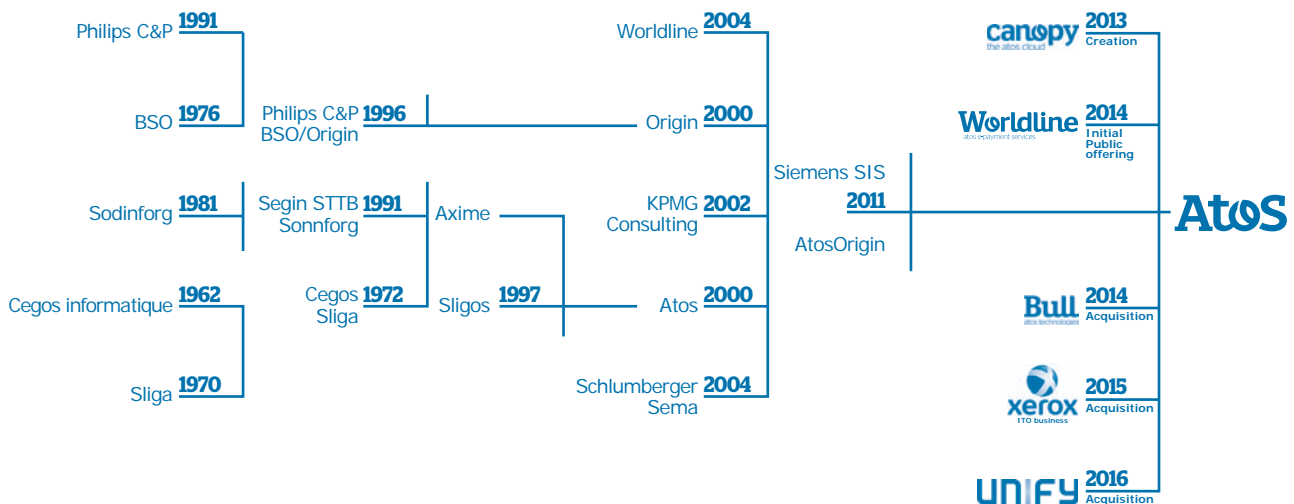 Philips C&P 1991
BSO 1976
Sodinforg 1981
Cegos informatique 1962
Sliga 1970
Philips C&P 1996
BSO/Origin
Segin STTB 1991
Sonnforg
Cegos 1972
Sliga
Axime
Sligos 1997
Worldline 2004
Origin 2000
KPMG 2002
Consulting
Atos 2000
Schlumberger 2004
Sema
Siemens SIS
2011
AtosOrigin
canopy 2013
the atos cloud Creation
Worldline 2014
atos e-payment services Initial
Public
offering
Atos
Bull 2014
atos technologies Acquisition
xerox 2015
ITO business Acquisition
UNIFY 2016
Acquisition